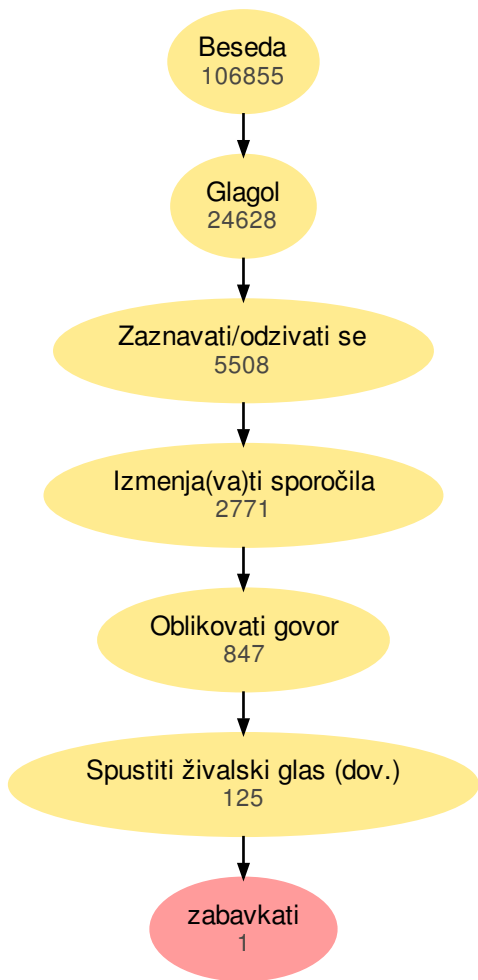 Beseda
106855
Glagol
24628
Zaznavati/odzivati se
5508
Izmenja(va)ti sporočila
2771
Oblikovati govor
847
Spustiti živalski glas (dov.)
125
zabavkati
1